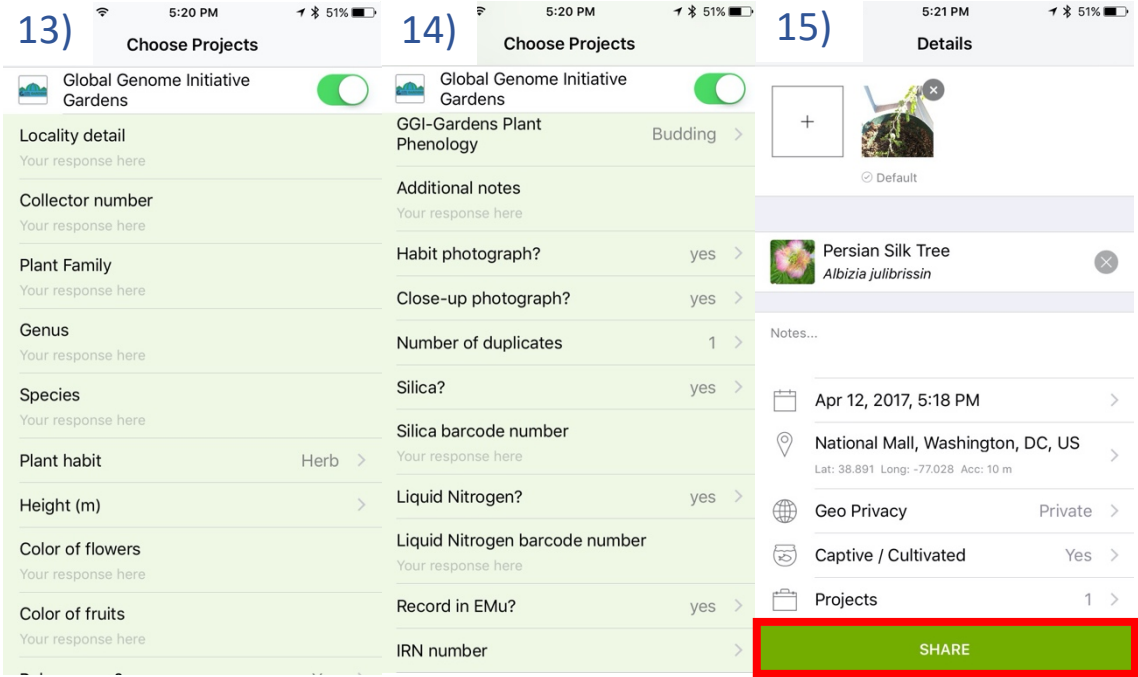 13)
5:20 PM
51%
Choose Projects
Global Genome Initiative
Gardens
Locality detail
Your response here
Collector number
Your response here
Plant Family
Your response here
Genus
Your response here
Species
Your response here
Plant habit Herb
Height (m)
Color of flowers
Your response here
Color of fruits
Your response here
14)
5:20 PM
51%
Choose Projects
Global Genome Initiative
Gardens
GGI-Gardens Plant
Phenology Budding
Additional notes
Your response here
Habit photograph? yes
Close-up photograph? yes
Number of duplicates 1
Silica? yes
Silica barcode number
Your response here
Liquid Nitrogen? yes
Liquid Nitrogen barcode number
Your response here
Record in EMu? yes
IRN number
15)
5:21 PM
51%
Details
Default
Persian Silk Tree
Albizia julibrissin
Notes...
Apr 12, 2017, 5:18 PM
National Mall, Washington, DC, US
Lat: 38.891 Long: -77.028 Acc: 10 m
Geo Privacy Private
Captive / Cultivated Yes
Projects 1
SHARE